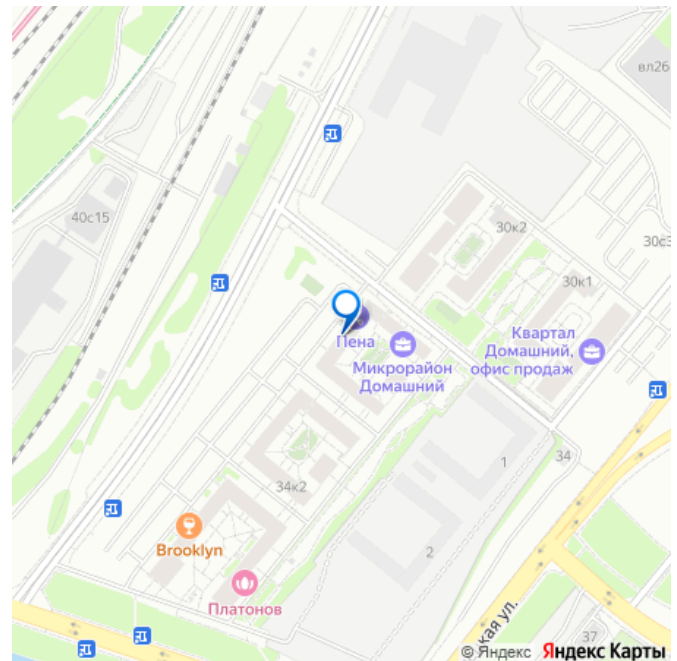 вл26
40с15
30к2
30с3
30к1
Пена
Микрорайон
Домашний
Квартал
Домашний,
офис продаж
34
1
34к2
2
Brooklyn
Платонов
кая ул.
37
© Яндекс Яндекс Карты